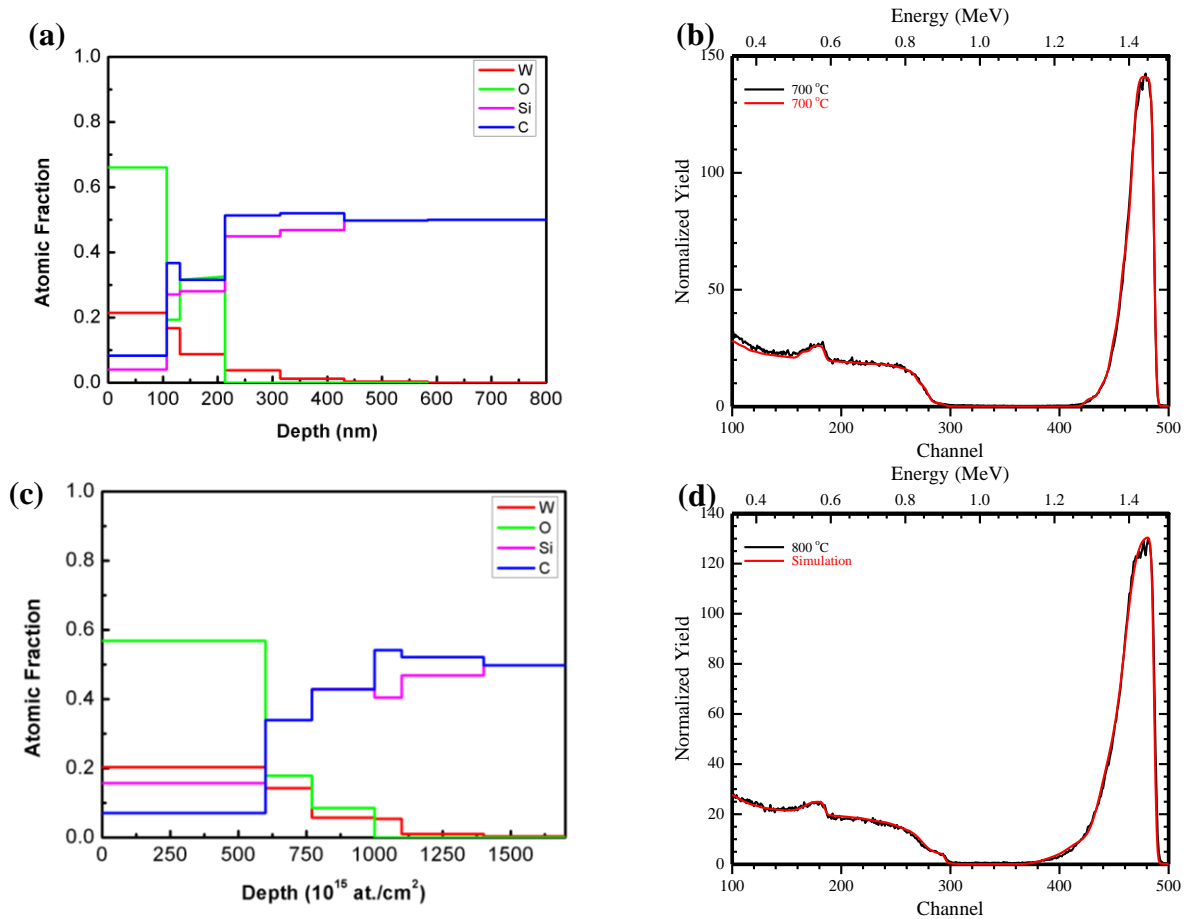 (a)
1.0
0.8
0.6
0.4
0.2
0.0
Atomic Fraction
W
O
Si
C
0 100 200 300 400 500 600 700 800
Depth (nm)
(b)
Energy (MeV)
0.4 0.6 0.8 1.0 1.2 1.4
150
100
50
0
Normalized Yield
700 °C
700 °C
100 200 300 400 500
Channel
(c)
1.0
0.8
0.6
0.4
0.2
0.0
Atomic Fraction
W
O
Si
C
0 250 500 750 1000 1250 1500
Depth (10¹⁵ at./cm²)
(d)
Energy (MeV)
0.4 0.6 0.8 1.0 1.2 1.4
140
120
100
80
60
40
20
0
Normalized Yield
800 °C
Simulation
100 200 300 400 500
Channel